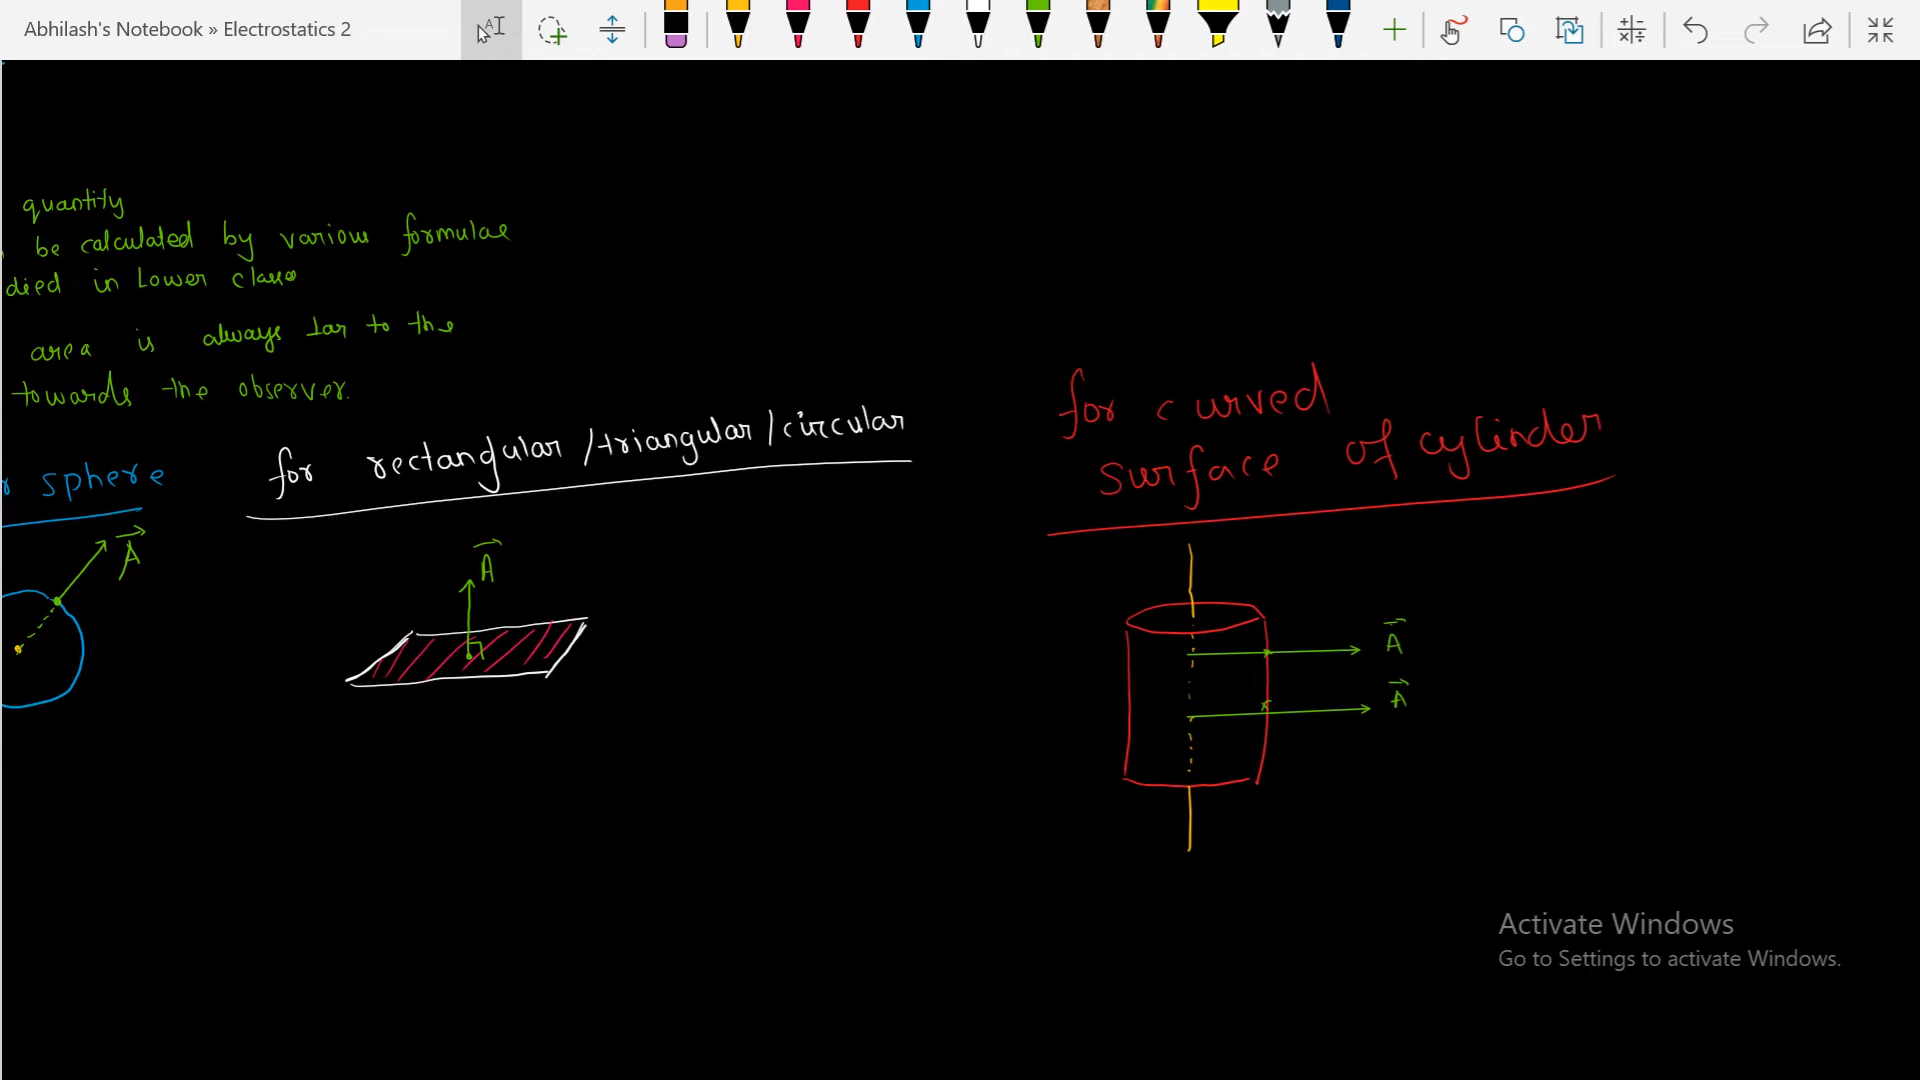 Abhilash's Notebook » Electrostatics 2
quantity
be calculated by various formulae
died in Lower class
area is always ⊥ar to the
towards the observer.
for rectangular /triangular/circular
for curved
surface of cylinder
r sphere
A
A
A
A
Activate Windows
Go to Settings to activate Windows.